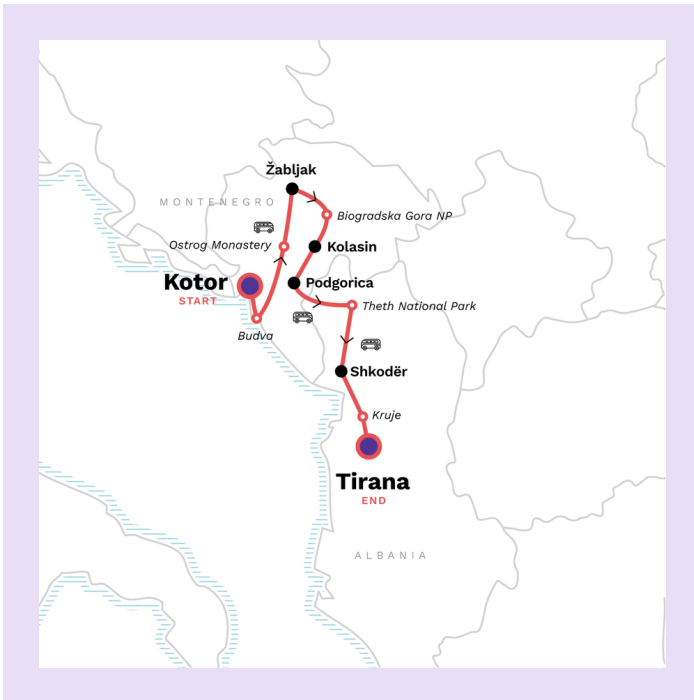 Žabljak
MONTENEGRO
Biogradska Gora NP
Ostrog Monastery
Kolasin
Kotor
START
Podgorica
Theth National Park
Budva
Shkodër
Kruje
Tirana
END
ALBANIA